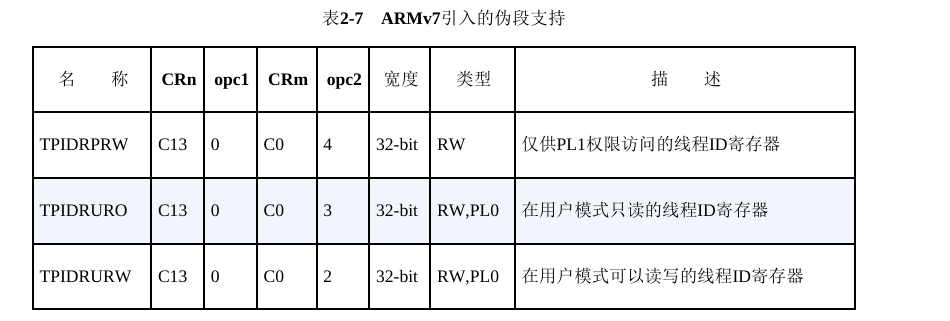 表2-7 ARMv7引入的伪段支持
名 称 CRn opc1 CRm opc2 宽度 类型 描 述
TPIDRPRW C13 0 C0 4 32-bit RW 仅供PL1权限访问的线程ID寄存器
TPIDRURO C13 0 C0 3 32-bit RW,PL0 在用户模式只读的线程ID寄存器
TPIDRURW C13 0 C0 2 32-bit RW,PL0 在用户模式可以读写的线程ID寄存器